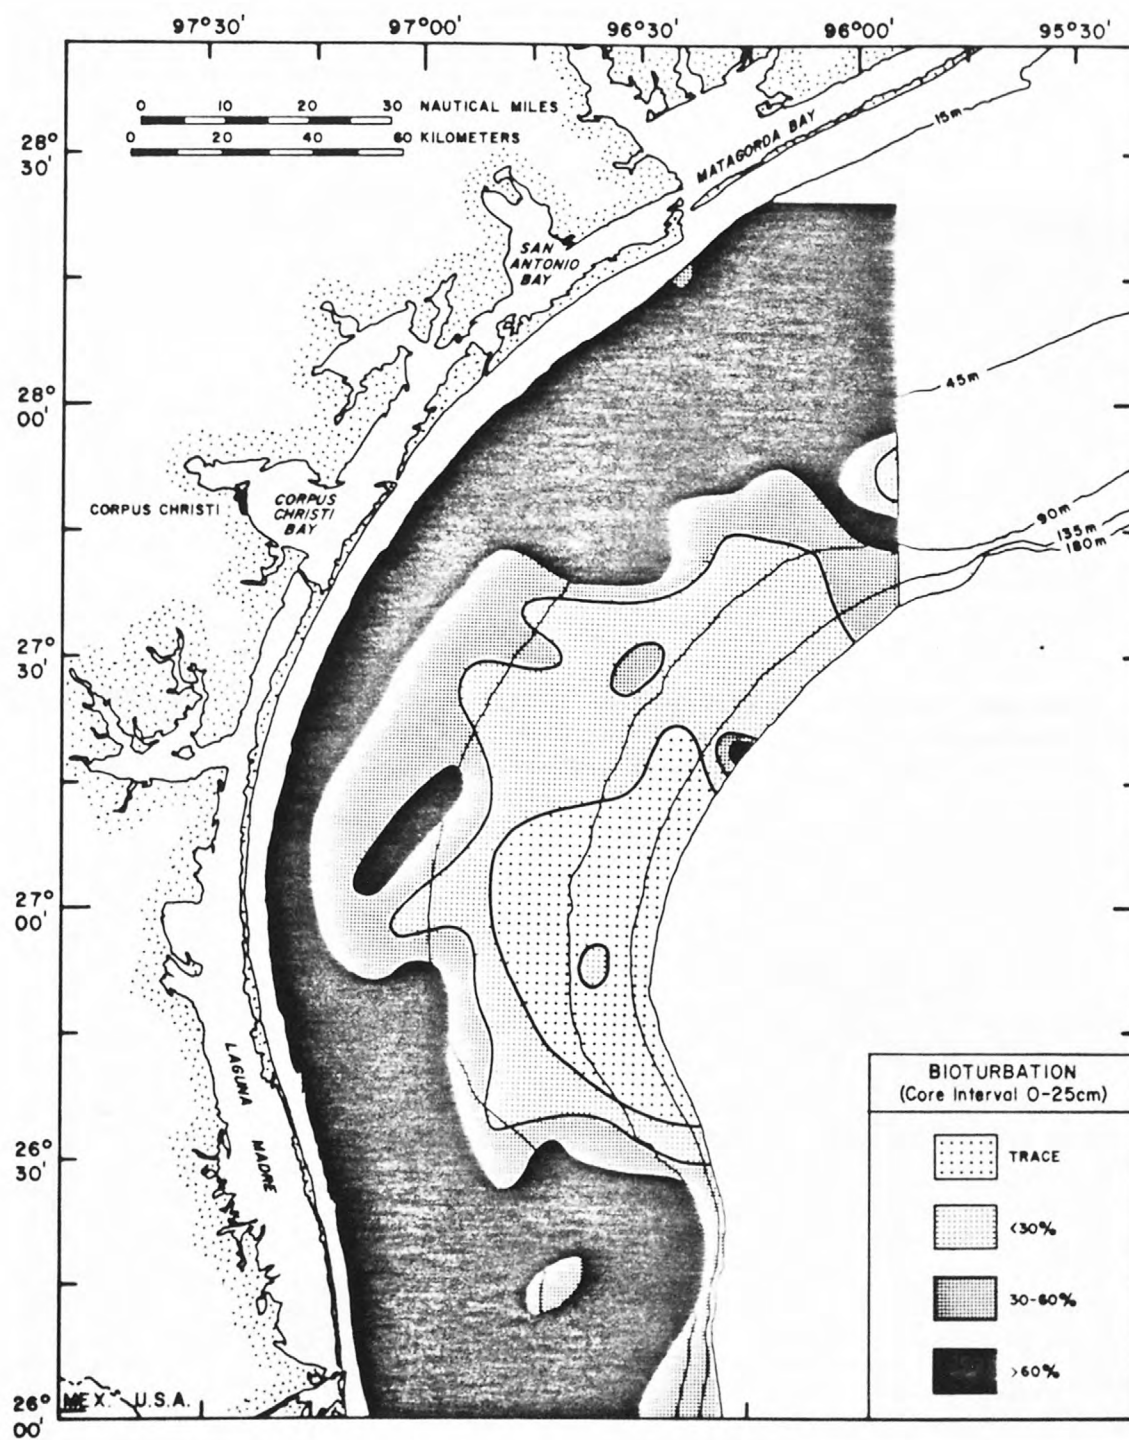 97°30' 97°00' 96°30' 96°00' 95°30'
0 10 20 30 NAUTICAL MILES
0 20 40 60 KILOMETERS
28°
30'
MATAGORDA BAY
15m
SAN
ANTONIO
BAY
45m
28°
00'
CORPUS CHRISTI
CORPUS
CHRISTI
BAY
90m
135m
180m
27°
30'
27°
00'
LAGUNA MADRE
26°
30'
BIOTURBATION
(Core Interval 0-25cm)
TRACE
<30%
30-60%
>60%
MEX. U.S.A.
26°
00'